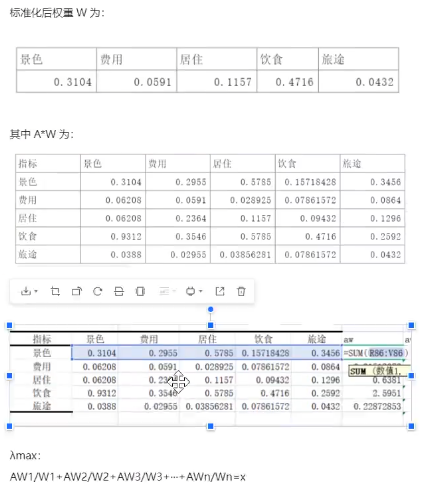 标准化后权重 W 为：
景色 费用 居住 饮食 旅途
0.3104 0.0591 0.1157 0.4716 0.0432
其中 A*W 为：
指标 景色 费用 居住 饮食 旅途
景色 0.3104 0.2955 0.5785 0.15718428 0.3456
费用 0.06208 0.0591 0.028925 0.07861572 0.0864
居住 0.06208 0.2364 0.1157 0.09432 0.1296
饮食 0.9312 0.3546 0.5785 0.4716 0.2592
旅途 0.0388 0.02955 0.03856281 0.07861572 0.0432
指标 景色 费用 居住 饮食 旅途 aw
景色 0.3104 0.2955 0.5785 0.15718428 0.3456 =SUM(R86:V86)
费用 0.06208 0.0591 0.028925 0.07861572 0.0864 SUM (数值1,
居住 0.06208 0.1157 0.09432 0.1296 0.6381
饮食 0.9312 0.3546 0.5785 0.4716 0.2592 2.5951
旅途 0.0388 0.02955 0.03856281 0.07861572 0.0432 0.22872853
λmax：
AW1/W1+AW2/W2+AW3/W3+···+AWn/Wn=x